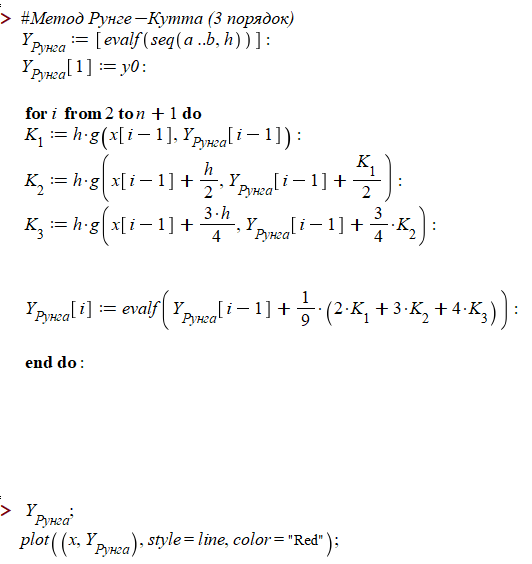 > #Метод Рунге−Кутта (3 порядок)
Y_Рунга := [evalf(seq(a ..b, h))]:
Y_Рунга[1] := y0:
for i from 2 to n + 1 do
K_1 := h·g(x[i − 1], Y_Рунга[i − 1]):
K_2 := h·g(x[i − 1] + h/2, Y_Рунга[i − 1] + K_1/2):
K_3 := h·g(x[i − 1] + 3·h/4, Y_Рунга[i − 1] + 3/4·K_2):
Y_Рунга[i] := evalf(Y_Рунга[i − 1] + 1/9·(2·K_1 + 3·K_2 + 4·K_3)):
end do:
> Y_Рунга;
plot((x, Y_Рунга), style = line, color = "Red");